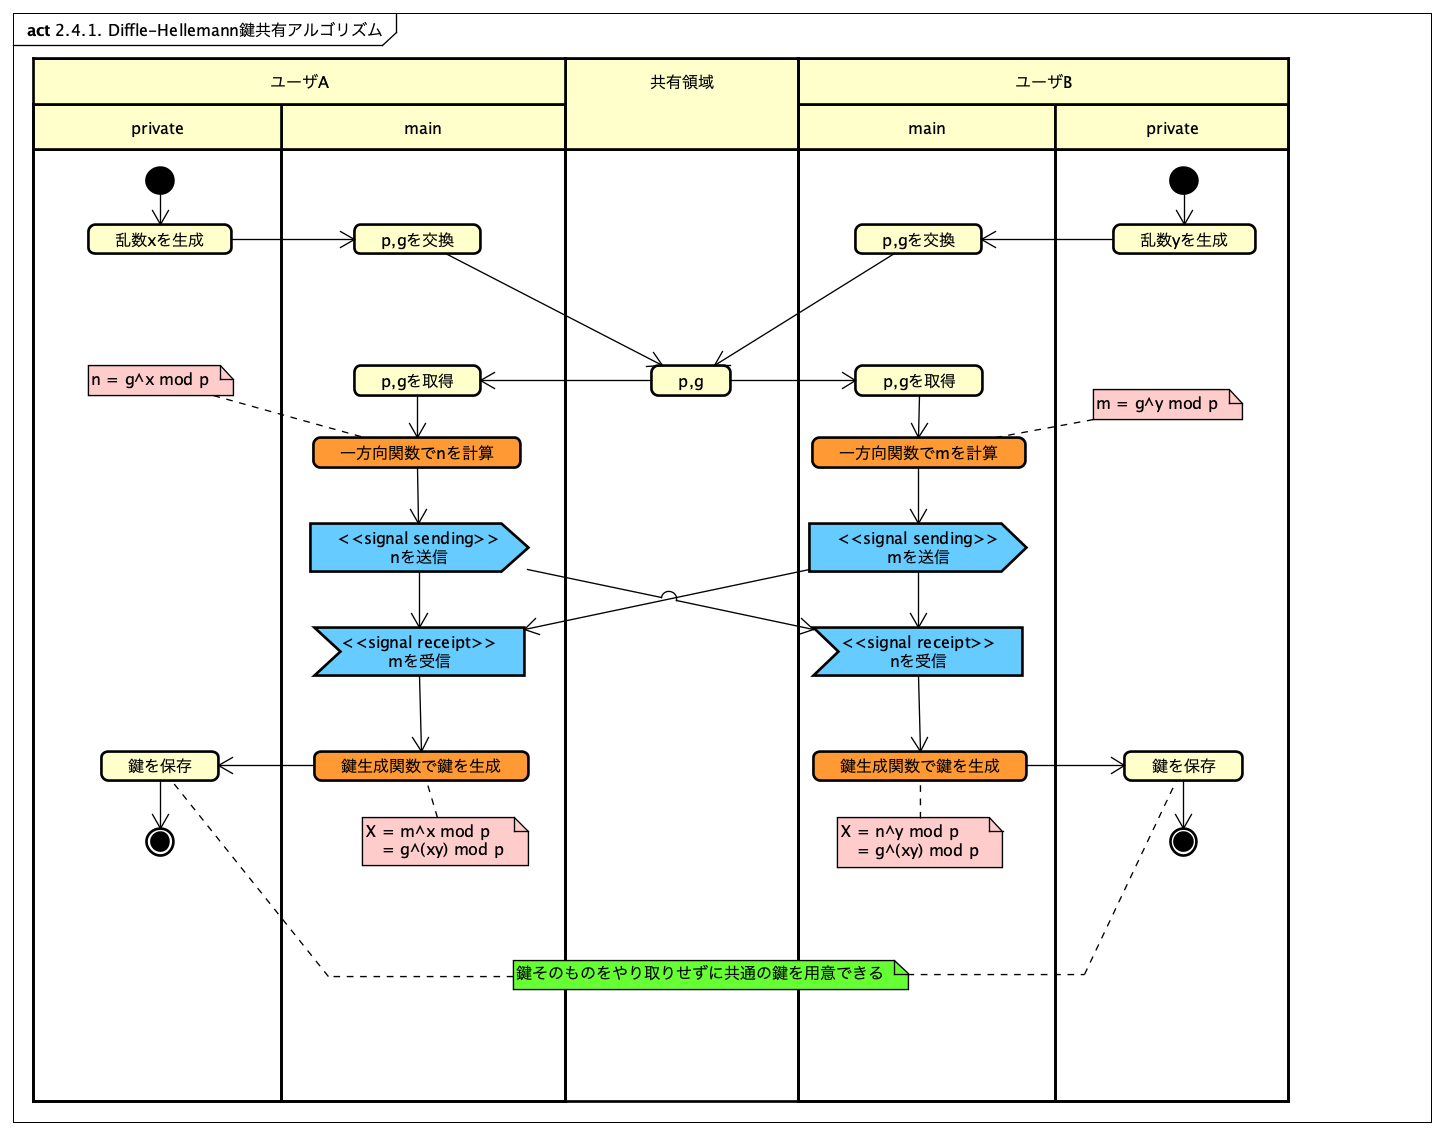 act 2.4.1. Diffle-Hellemann鍵共有アルゴリズム
ユーザA
共有領域
ユーザB
private
main
main
private
乱数xを生成
p,gを交換
p,gを交換
乱数yを生成
n = g^x mod p
p,gを取得
p,g
p,gを取得
m = g^y mod p
一方向関数でnを計算
一方向関数でmを計算
<<signal sending>>
nを送信
<<signal sending>>
mを送信
<<signal receipt>>
mを受信
<<signal receipt>>
nを受信
鍵を保存
鍵生成関数で鍵を生成
鍵生成関数で鍵を生成
鍵を保存
X = m^x mod p
= g^(xy) mod p
X = n^y mod p
= g^(xy) mod p
鍵そのものをやり取りせずに共通の鍵を用意できる